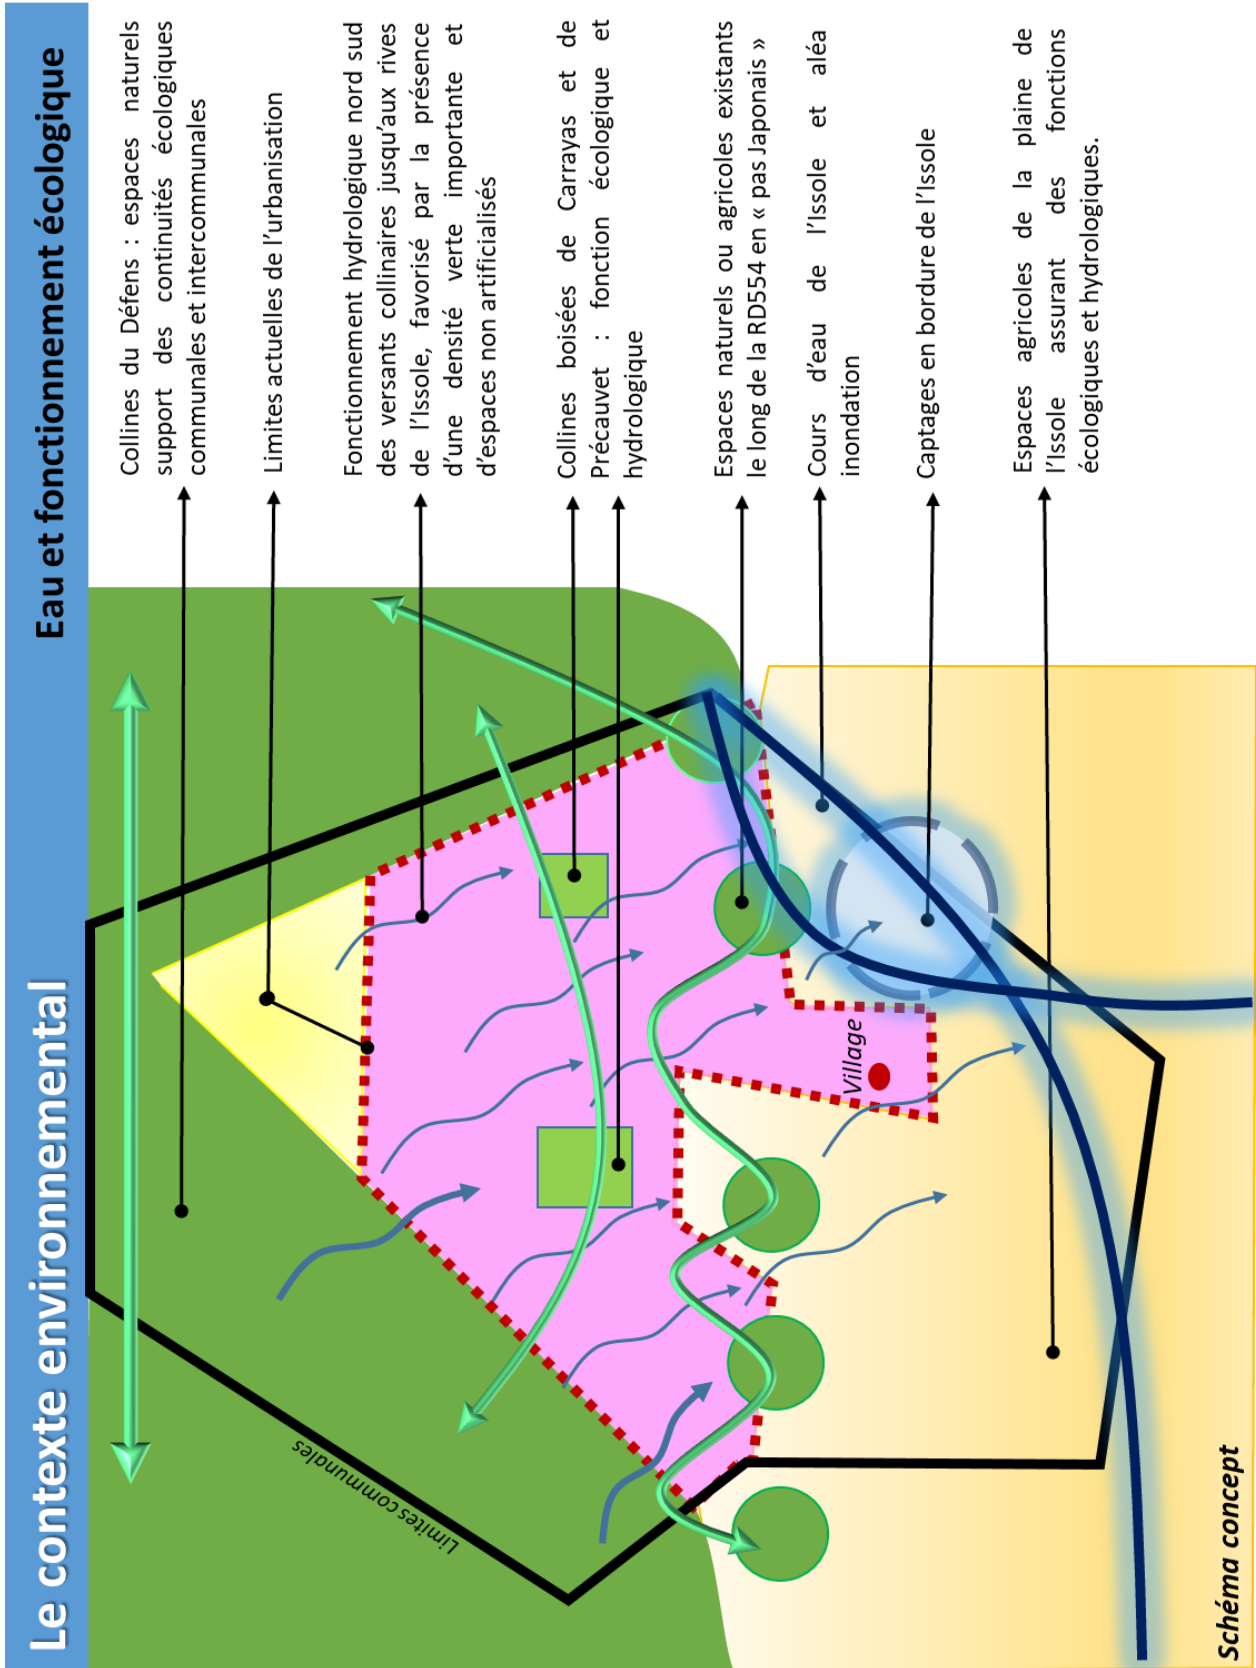 Le contexte environnemental
Eau et fonctionnement écologique
Collines du Défens : espaces naturels
support des continuités écologiques
communales et intercommunales
Limites actuelles de l'urbanisation
Fonctionnement hydrologique nord sud
des versants collinaires jusqu'aux rives
de l'Issole, favorisé par la présence
d'une densité verte importante et
d'espaces non artificialisés
Collines boisées de Carrayas et de
Précauvet : fonction écologique et
hydrologique
Espaces naturels ou agricoles existants
le long de la RD554 en « pas Japonais »
Cours d'eau de l'Issole et aléa
inondation
Captages en bordure de l'Issole
Espaces agricoles de la plaine de
l'Issole assurant des fonctions
écologiques et hydrologiques.
Limites communales
Village
Schéma concept